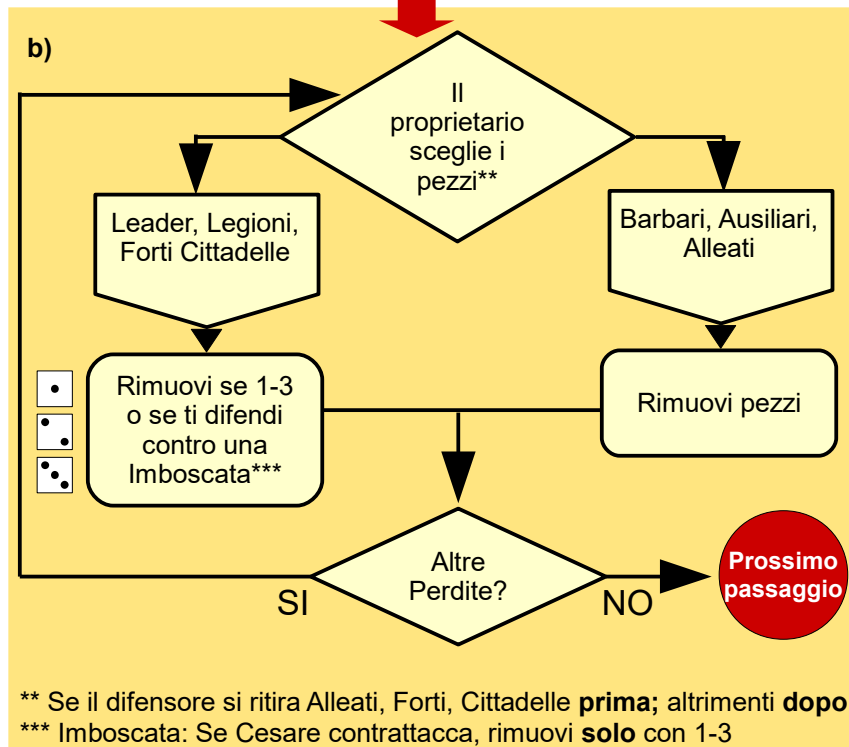 b)
Il
proprietario
sceglie i
pezzi**
Leader, Legioni,
Forti Cittadelle
Barbari, Ausiliari,
Alleati
Rimuovi se 1-3
o se ti difendi
contro una
Imboscata***
Rimuovi pezzi
Altre
Perdite?
SI
NO
Prossimo
passaggio
** Se il difensore si ritira Alleati, Forti, Cittadelle prima; altrimenti dopo
*** Imboscata: Se Cesare contrattacca, rimuovi solo con 1-3